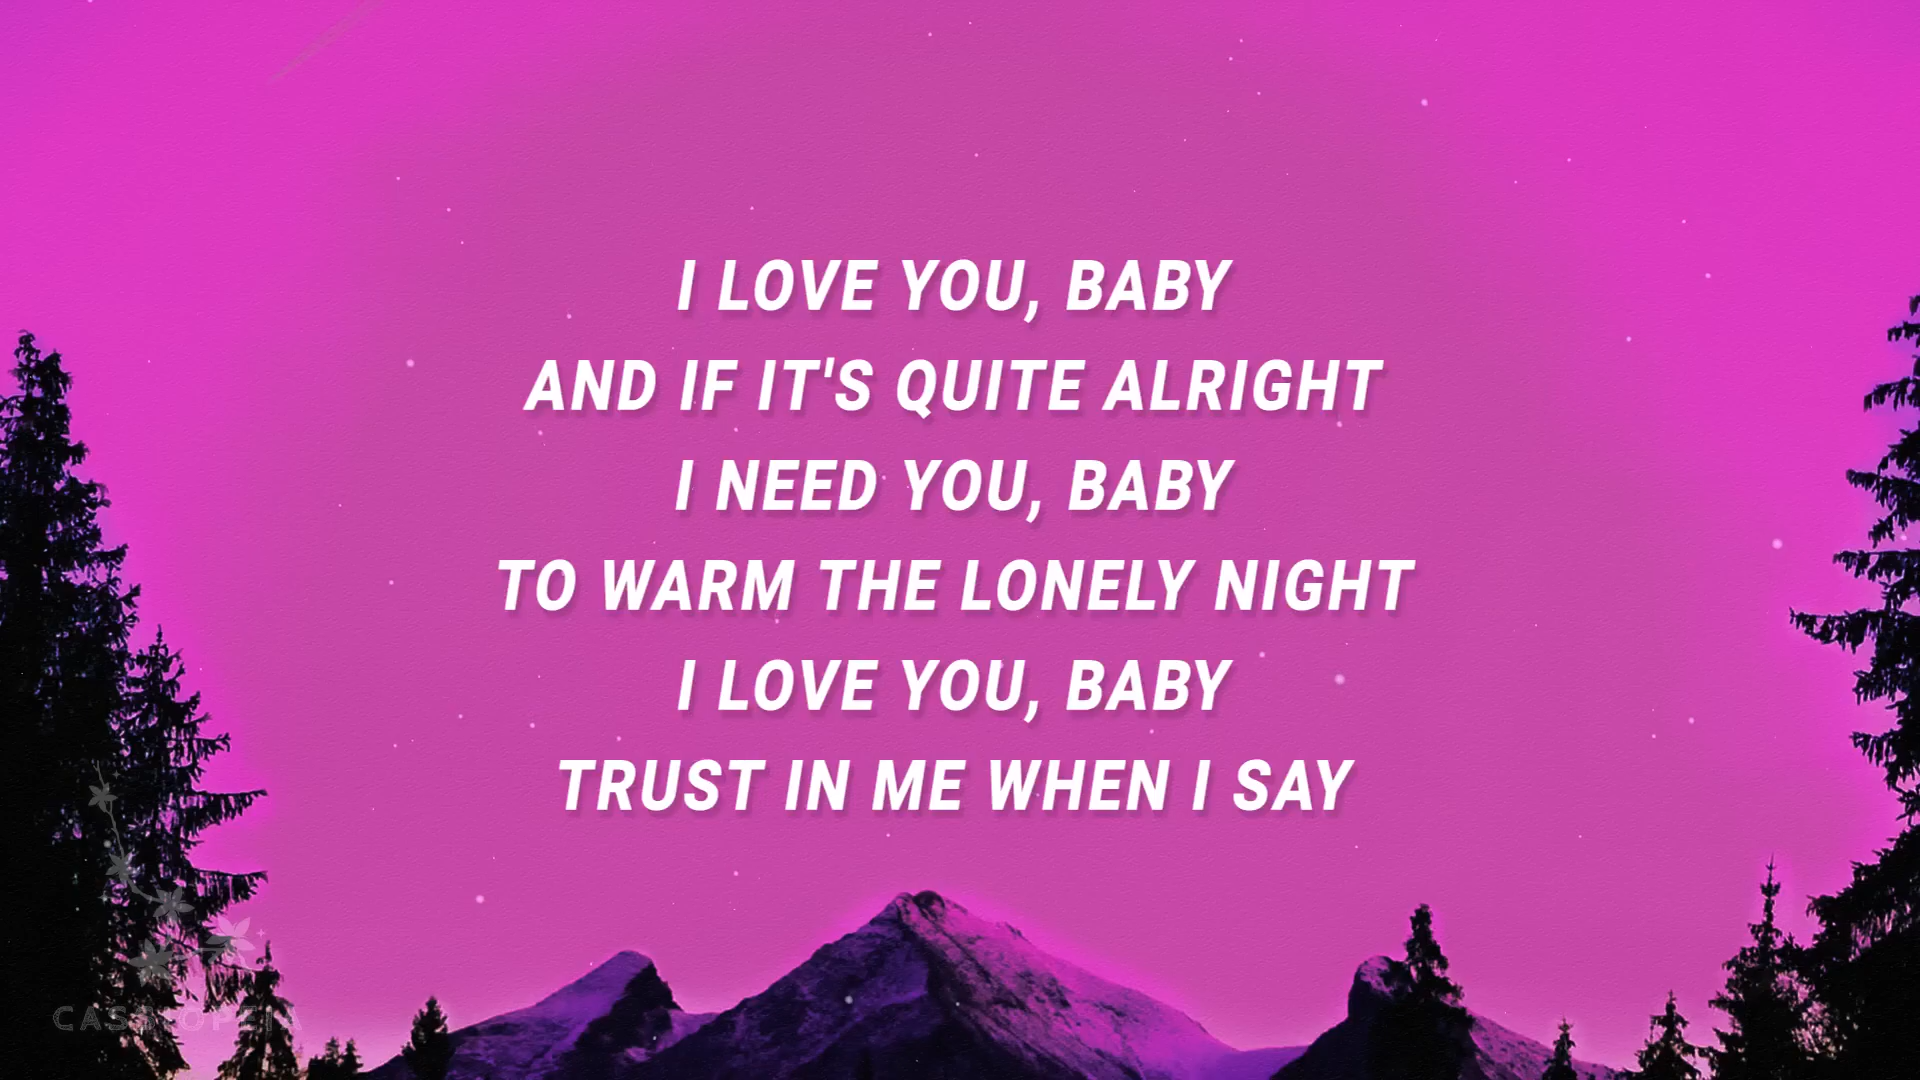 I LOVE YOU, BABY
AND IF IT'S QUITE ALRIGHT
I NEED YOU, BABY
TO WARM THE LONELY NIGHT
I LOVE YOU, BABY
TRUST IN ME WHEN I SAY
CASSIOPEIA